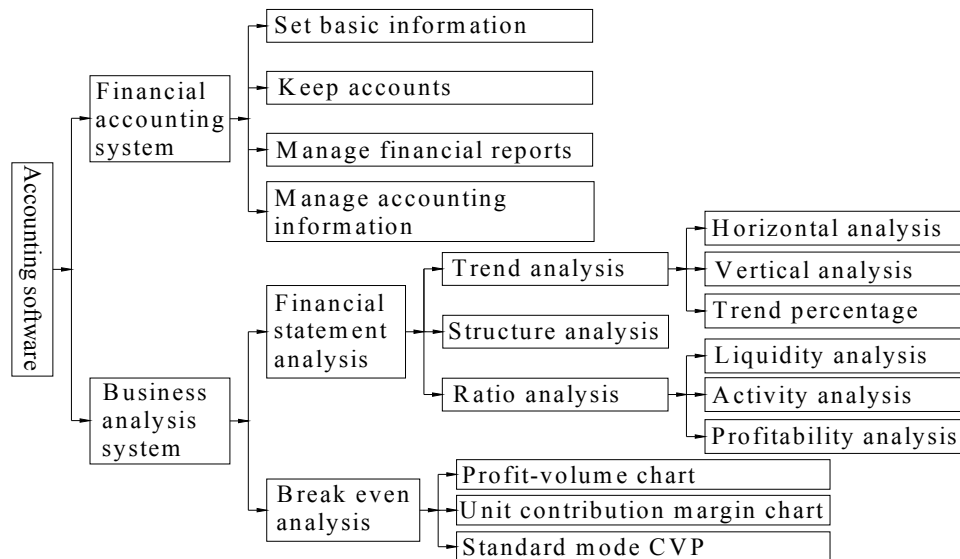 Accounting software
Financial
accounting
system
Set basic information
Keep accounts
Manage financial reports
Manage accounting
information
Business
analysis
system
Financial
statement
analysis
Trend analysis
Horizontal analysis
Vertical analysis
Trend percentage
Structure analysis
Ratio analysis
Liquidity analysis
Activity analysis
Profitability analysis
Break even
analysis
Profit-volume chart
Unit contribution margin chart
Standard mode CVP